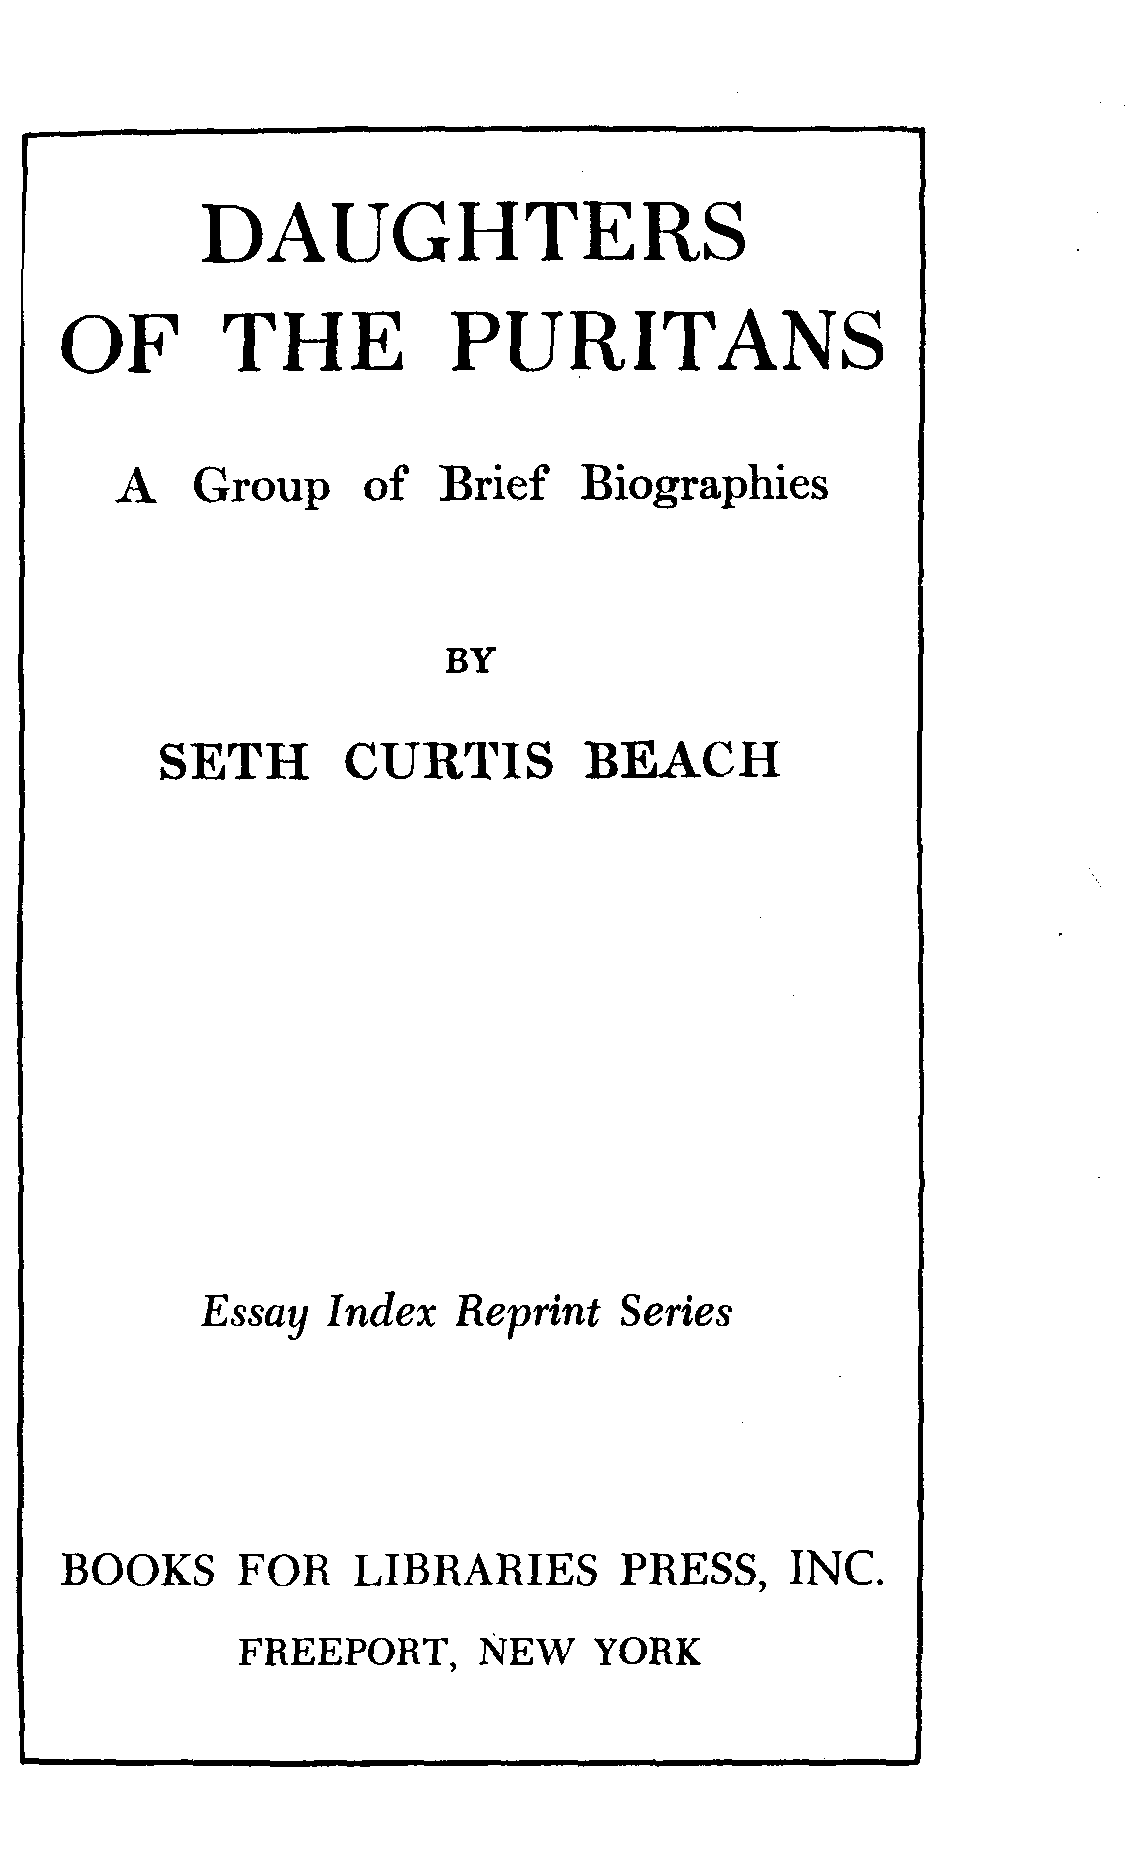 DAUGHTERS
OF THE PURITANS
A Group of Brief Biographies
BY
SETH CURTIS BEACH
Essay Index Reprint Series
BOOKS FOR LIBRARIES PRESS, INC.
FREEPORT, NEW YORK